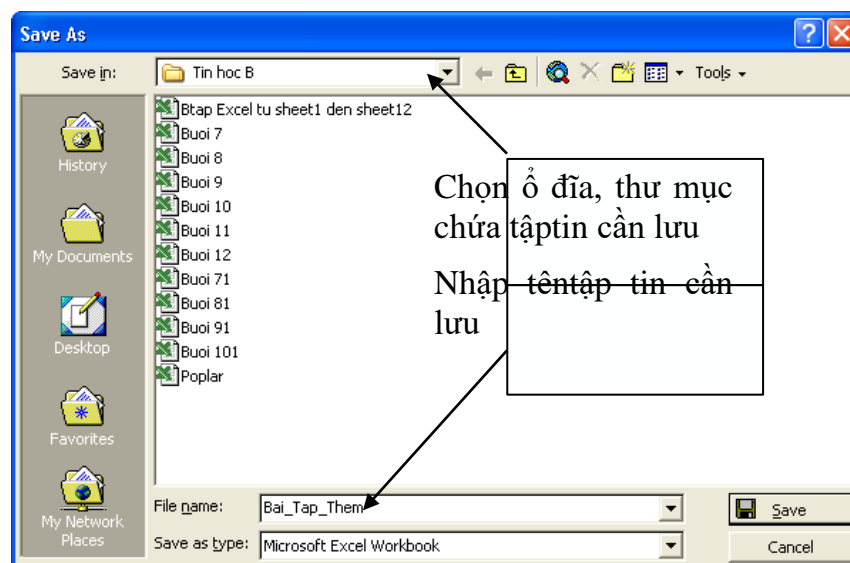 Save As
Save in:
Tin hoc B
Tools
History
My Documents
Desktop
Favorites
My Network
Places
Btap Excel tu sheet1 den sheet12
Buoi 7
Buoi 8
Buoi 9
Buoi 10
Buoi 11
Buoi 12
Buoi 71
Buoi 81
Buoi 91
Buoi 101
Poplar
Chọn ổ đĩa, thư mục
chứa tậptin cần lưu
Nhập têntập tin cần
lưu
File name:
Bai_Tap_Them
Save
Save as type:
Microsoft Excel Workbook
Cancel